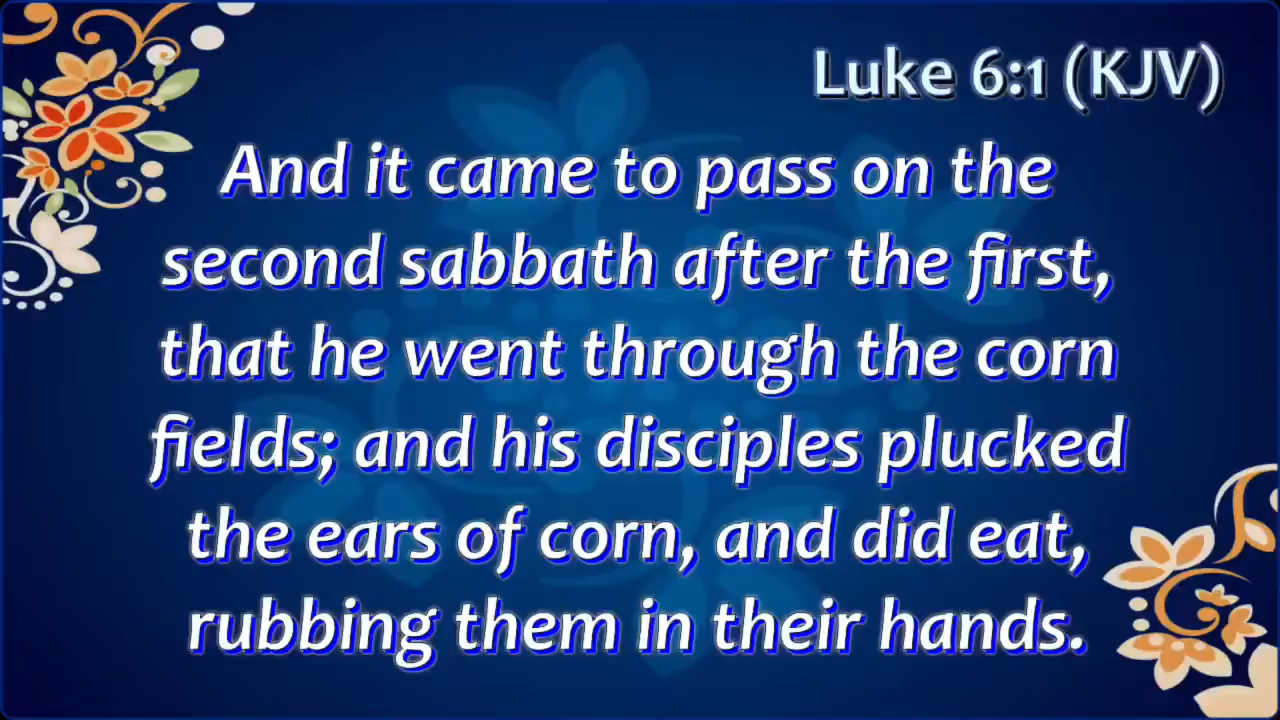 Luke 6:1 (KJV)
And it came to pass on the
second sabbath after the first,
that he went through the corn
fields; and his disciples plucked
the ears of corn, and did eat,
rubbing them in their hands.